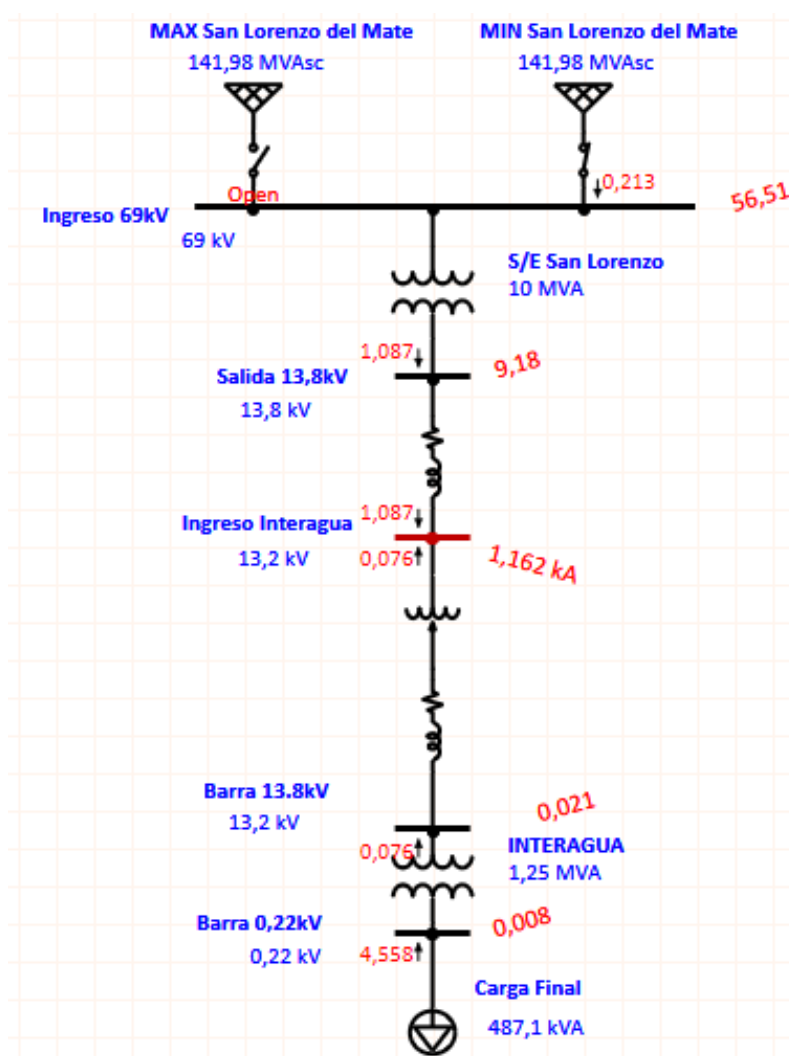 MAX San Lorenzo del Mate
141,98 MVAsc
MIN San Lorenzo del Mate
141,98 MVAsc
Open
0,213
56,51
Ingreso 69kV
69 kV
S/E San Lorenzo
10 MVA
1,087
9,18
Salida 13,8kV
13,8 kV
1,087
Ingreso Interagua
13,2 kV
0,076
1,162 kA
Barra 13.8kV
13,2 kV
0,021
0,076
INTERAGUA
1,25 MVA
Barra 0,22kV
0,22 kV
0,008
4,558
Carga Final
487,1 kVA